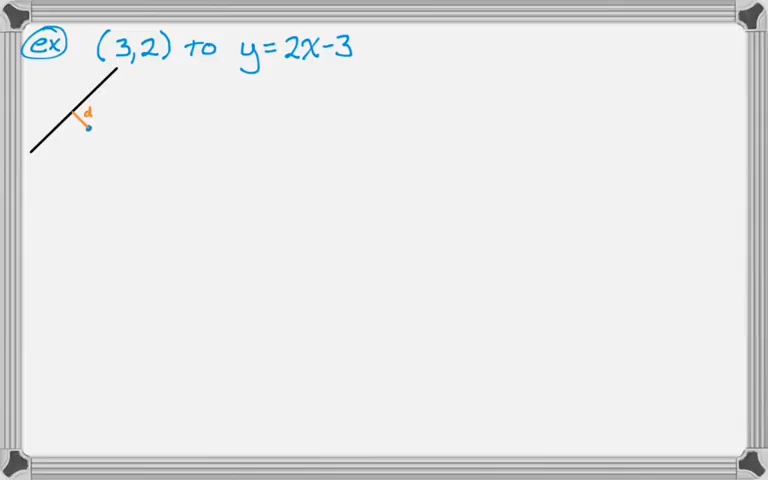 ex (3,2) to y=2x-3
d